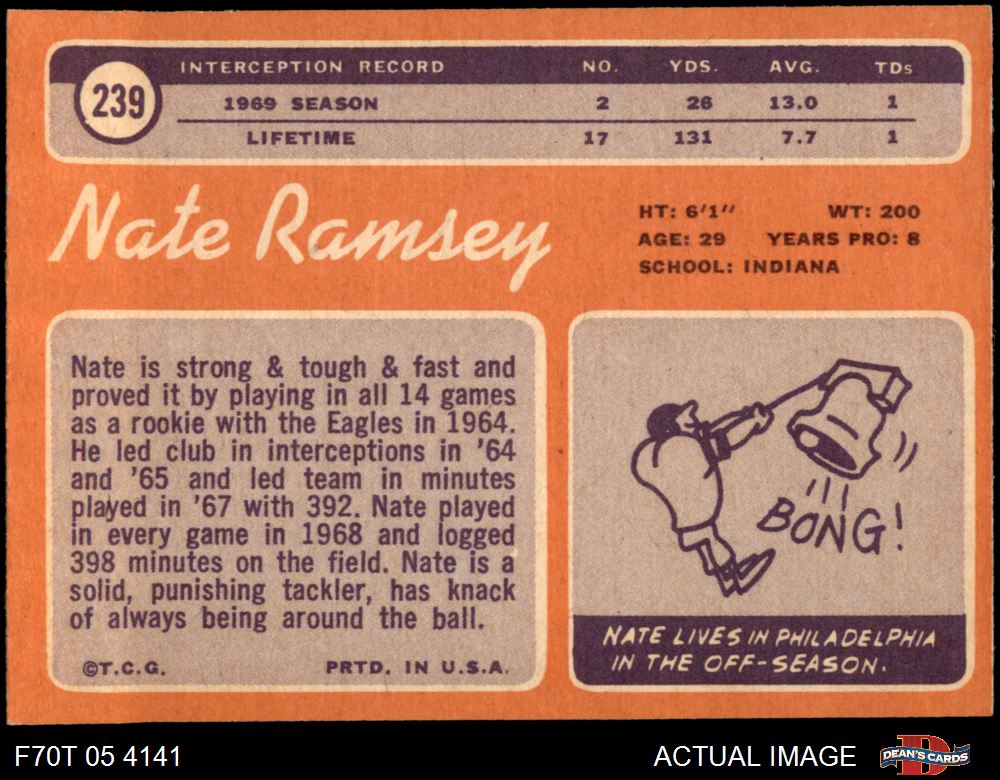 239
INTERCEPTION RECORD NO. YDS. AVG. TDs
1969 SEASON 2 26 13.0 1
LIFETIME 17 131 7.7 1
Nate Ramsey
HT: 6'1" WT: 200
AGE: 29 YEARS PRO: 8
SCHOOL: INDIANA
Nate is strong & tough & fast and
proved it by playing in all 14 games
as a rookie with the Eagles in 1964.
He led club in interceptions in '64
and '65 and led team in minutes
played in '67 with 392. Nate played
in every game in 1968 and logged
398 minutes on the field. Nate is a
solid, punishing tackler, has knack
of always being around the ball.
©T.C.G. PRTD. IN U.S.A.
BONG!
NATE LIVES IN PHILADELPHIA
IN THE OFF-SEASON.
F70T 05 4141
ACTUAL IMAGE
DEAN'S CARDS